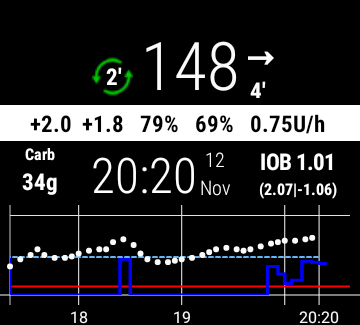 2' 148 → 4'
+2.0 +1.8 79% 69% 0.75U/h
Carb 34g 20:20 12 Nov IOB 1.01 (2.07|-1.06)
18 19 20:20